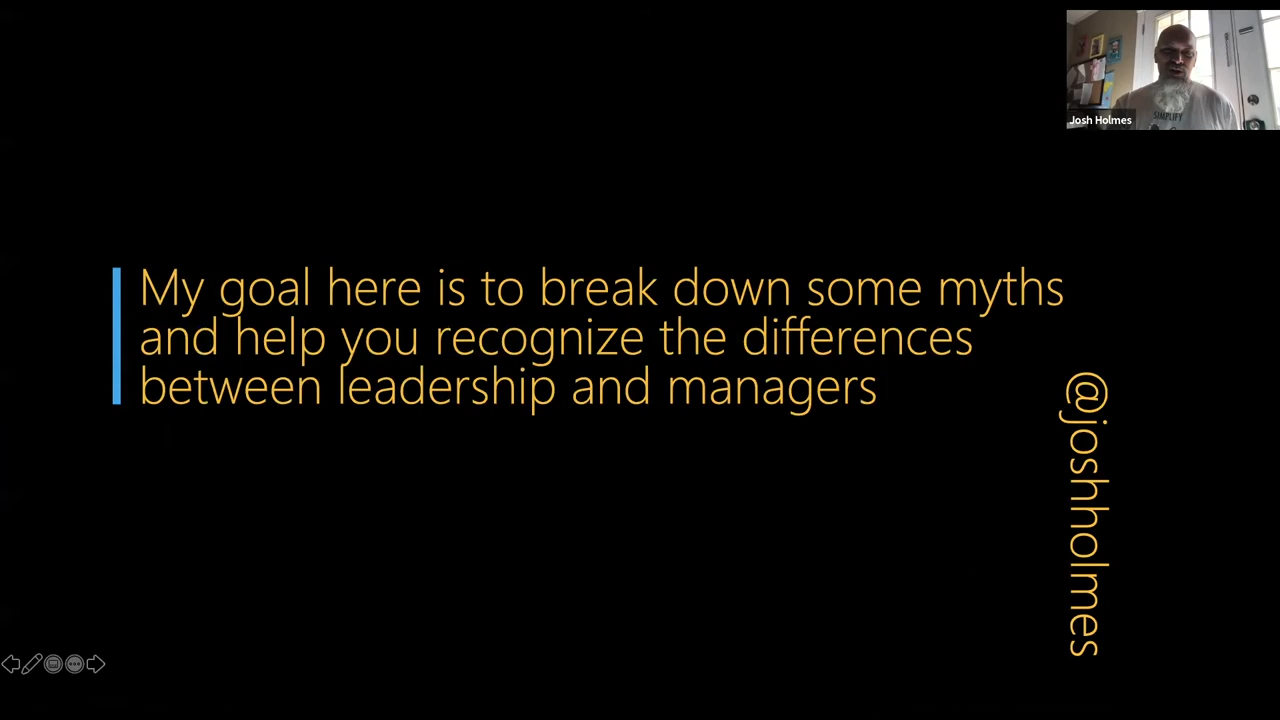 SIMPLIFY
Josh Holmes
My goal here is to break down some myths
and help you recognize the differences
between leadership and managers
@joshholmes